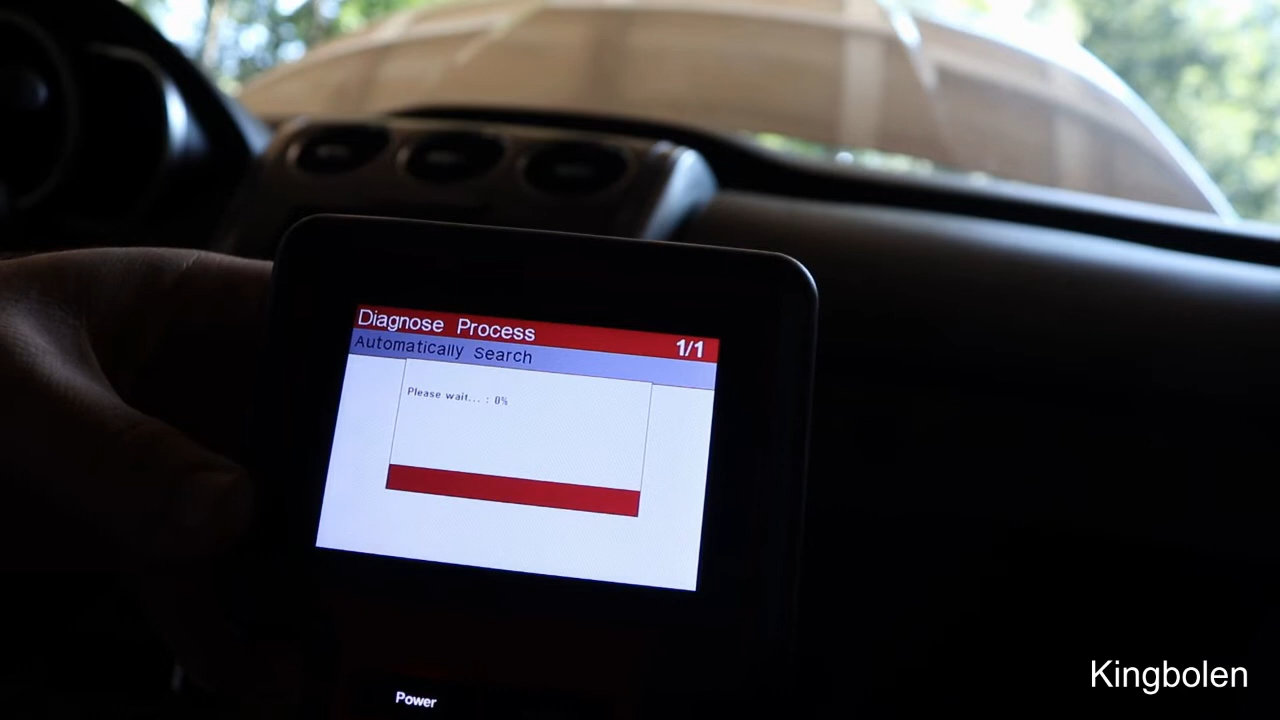 Diagnose Process 1/1
Automatically Search
Please wait... : 0%
Power
Kingbolen